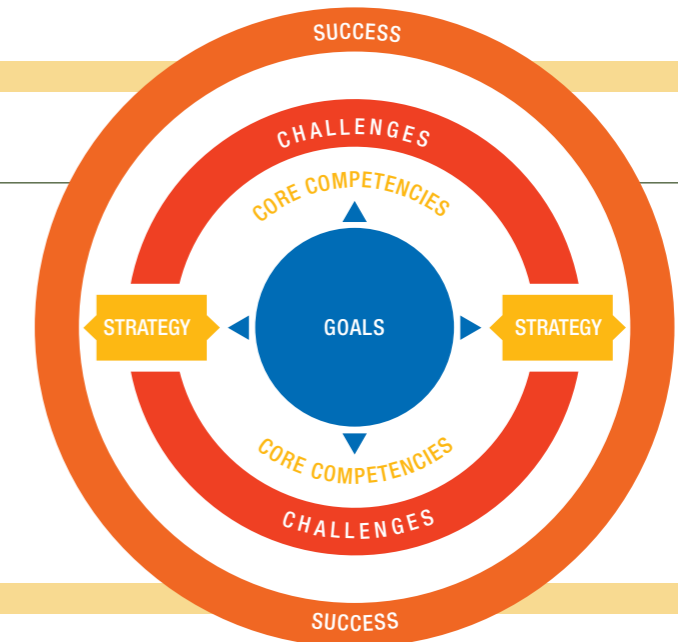 SUCCESS
CHALLENGES
CORE COMPETENCIES
STRATEGY
GOALS
STRATEGY
CORE COMPETENCIES
CHALLENGES
SUCCESS